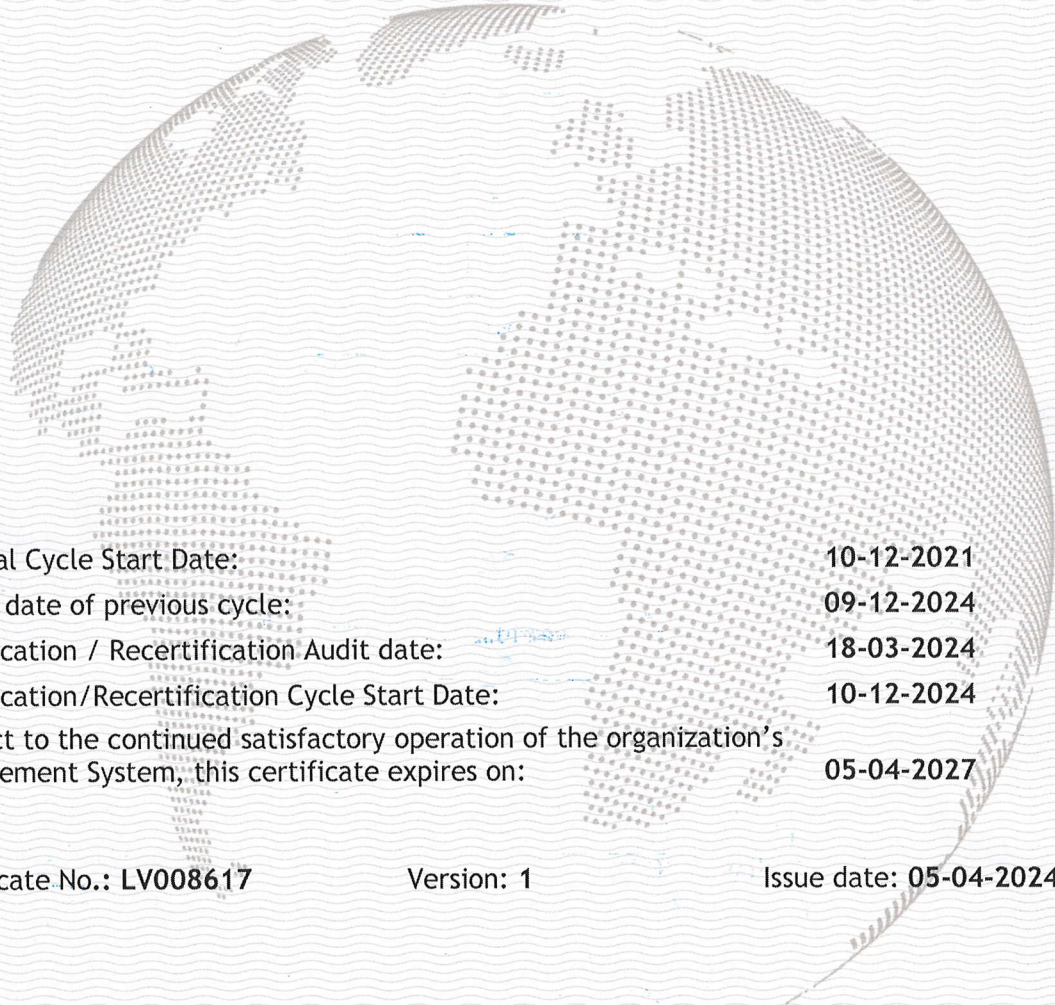 al Cycle Start Date: 10-12-2021
date of previous cycle: 09-12-2024
cation / Recertification Audit date: 18-03-2024
cation/Recertification Cycle Start Date: 10-12-2024
ct to the continued satisfactory operation of the organization's
ement System, this certificate expires on: 05-04-2027
cate No.: LV008617 Version: 1 Issue date: 05-04-2024